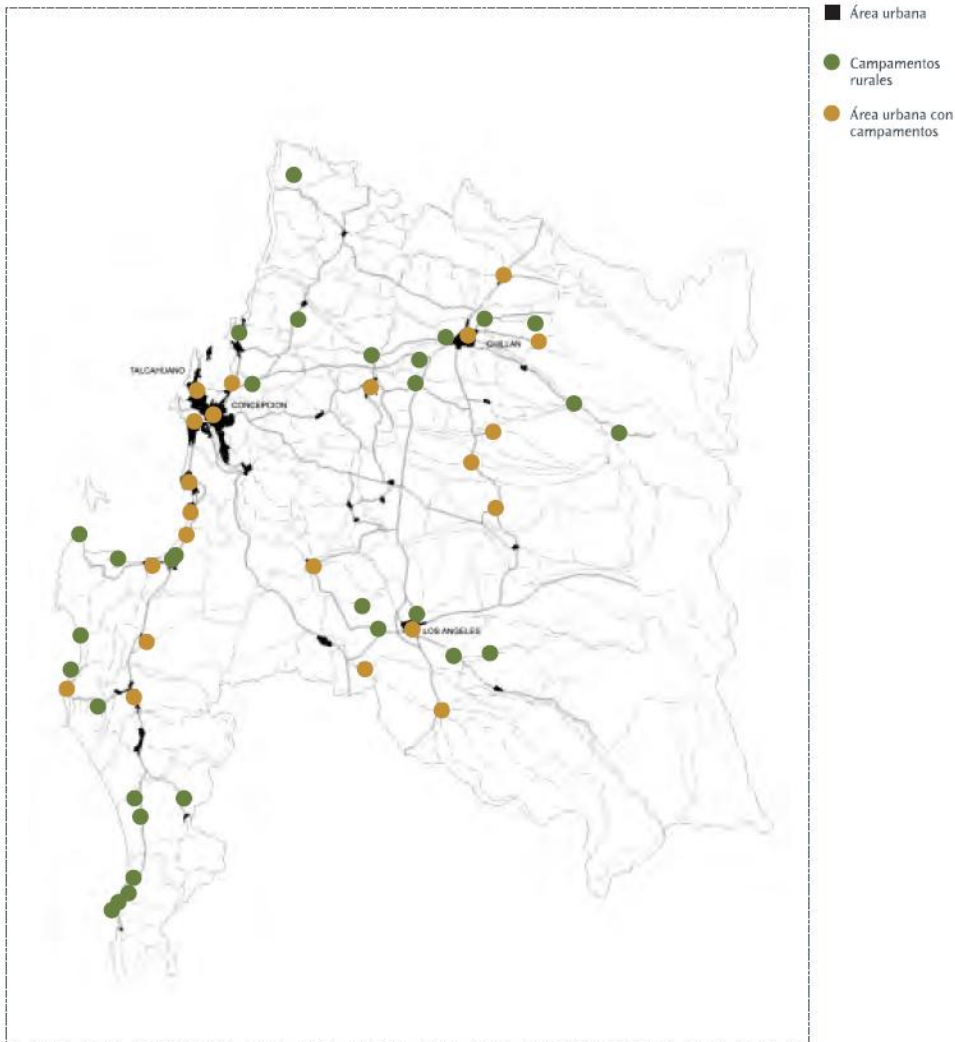 Área urbana
Campamentos
rurales
Área urbana con
campamentos
CHILLAN
TALCAHUANO
CONCEPCION
LOS ANGELES